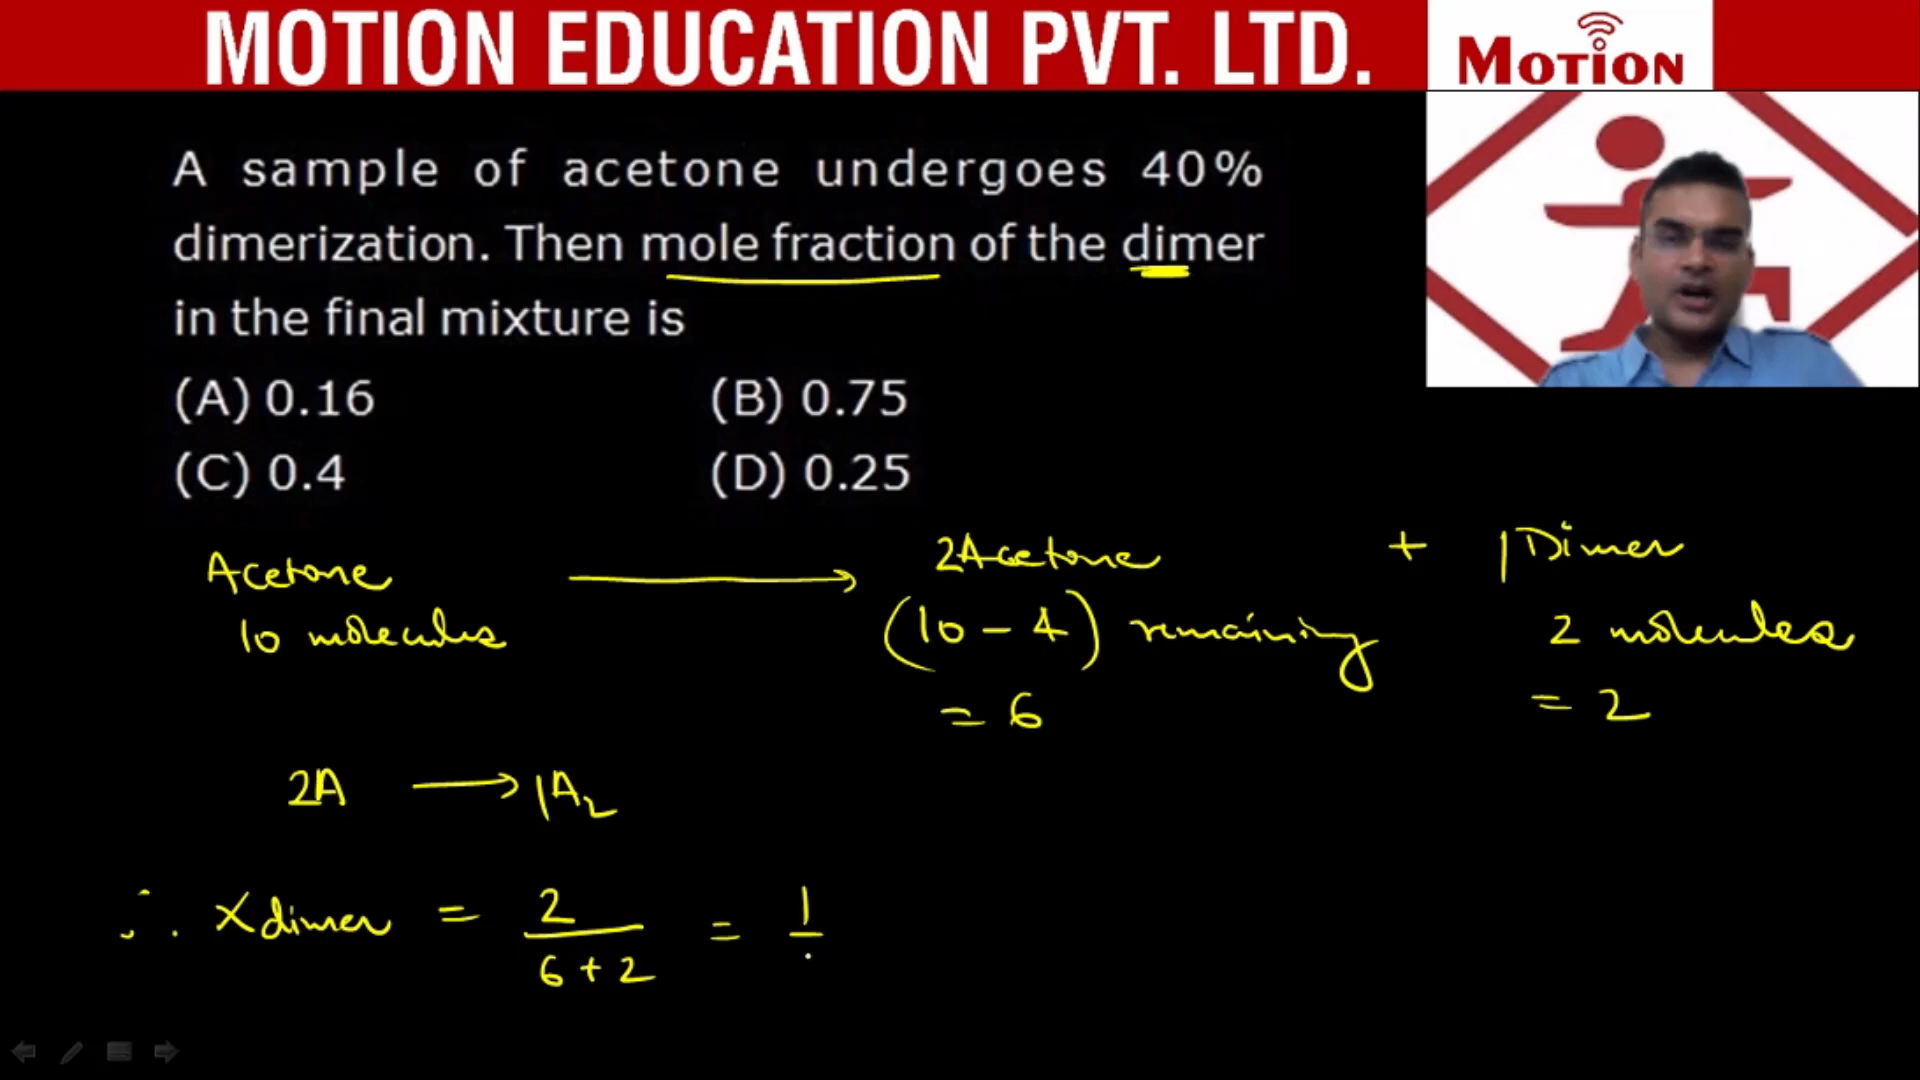 MOTION EDUCATION PVT. LTD.
MOTION
A sample of acetone undergoes 40%
dimerization. Then mole fraction of the dimer
in the final mixture is
(A) 0.16 (B) 0.75
(C) 0.4 (D) 0.25
Acetone ⟶ 2Acetone + 1Dimer
10 molecules (10 - 4) remaining 2 molecules
= 6 = 2
2A ⟶ 1A₂
∴ Xdimer = 2/(6+2) = 1/